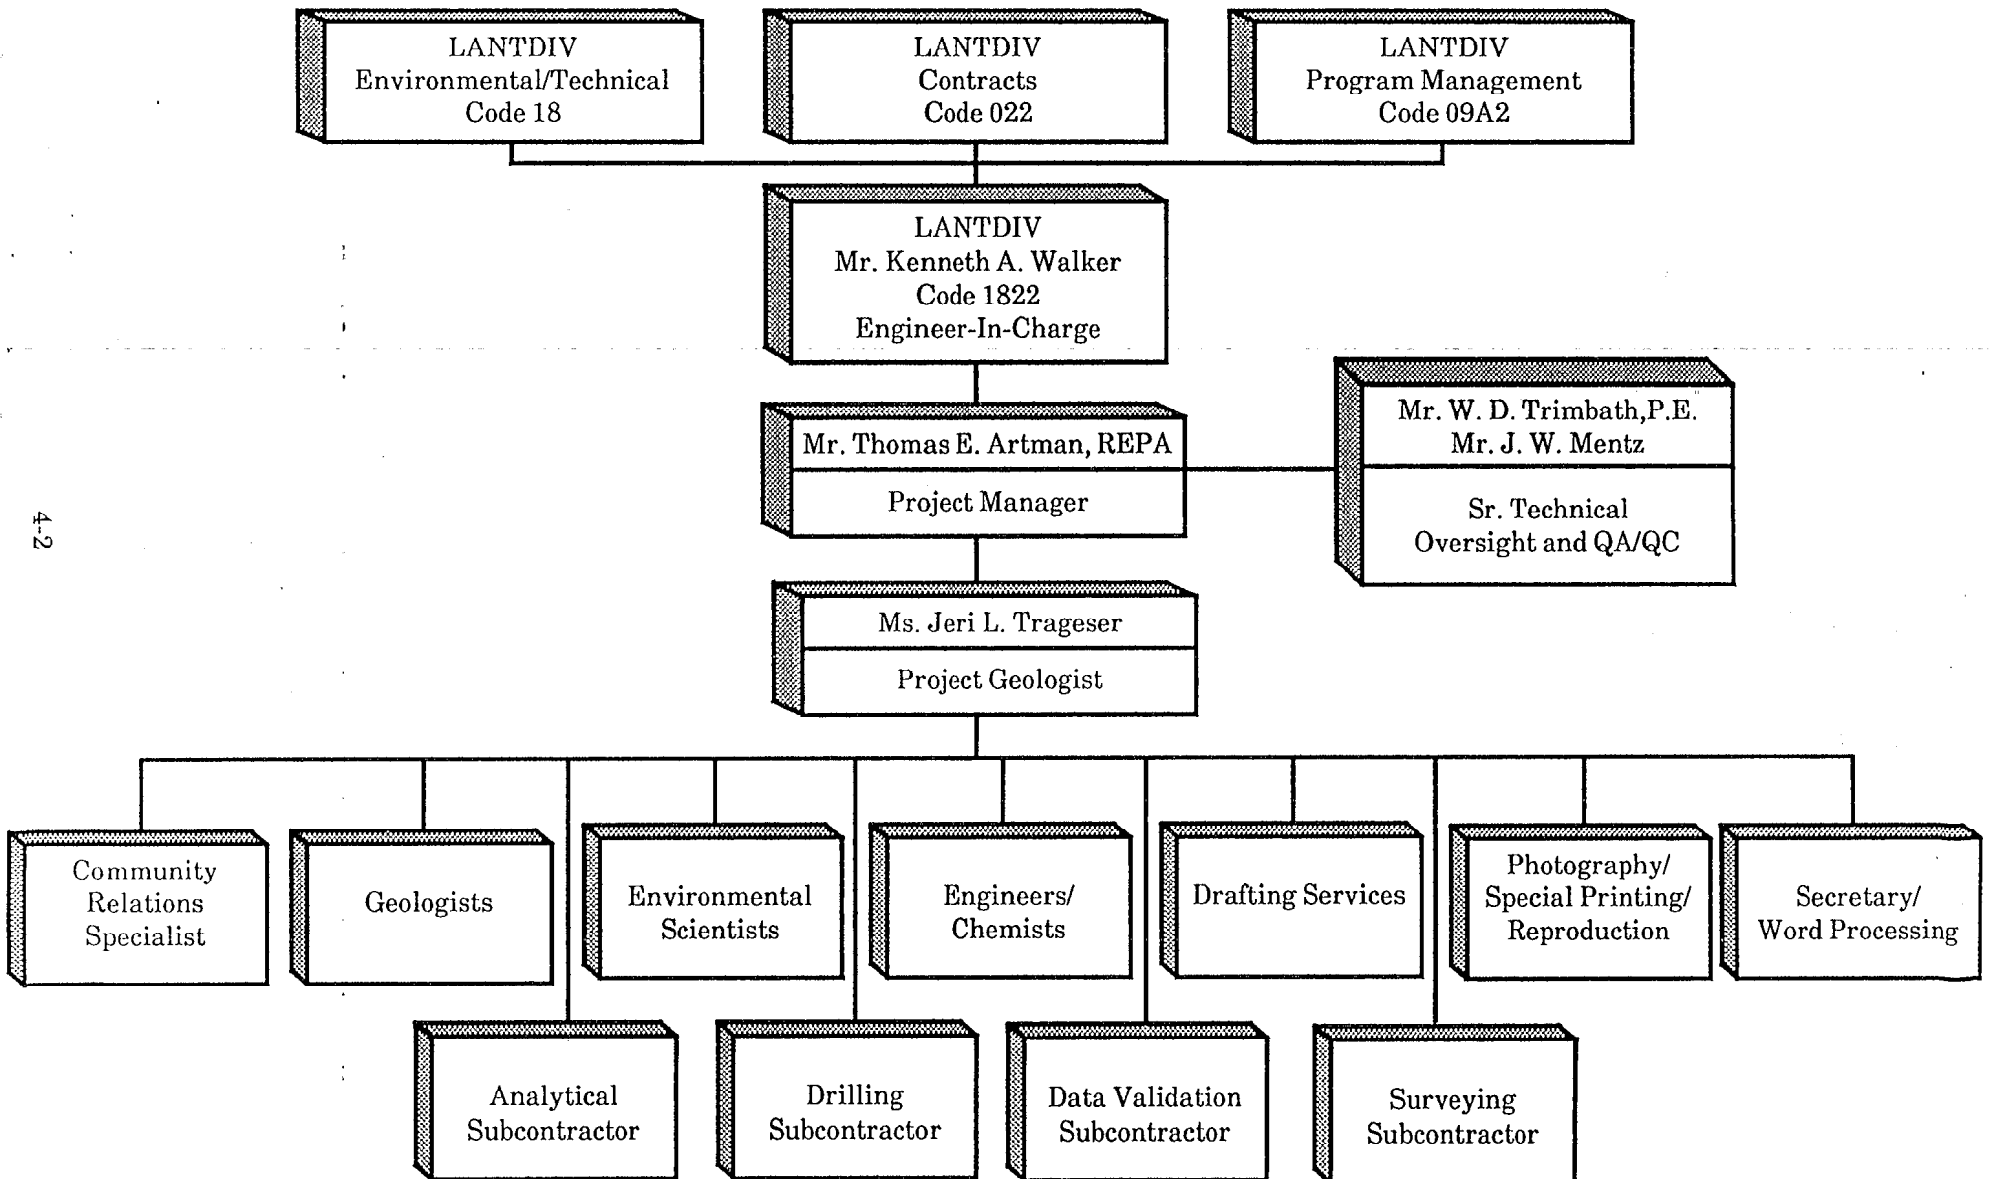 LANTDIV
Environmental/Technical
Code 18
LANTDIV
Contracts
Code 022
LANTDIV
Program Management
Code 09A2
LANTDIV
Mr. Kenneth A. Walker
Code 1822
Engineer-In-Charge
Mr. Thomas E. Artman, REPA
Project Manager
Mr. W. D. Trimbath,P.E.
Mr. J. W. Mentz
Sr. Technical
Oversight and QA/QC
4-2
Ms. Jeri L. Trageser
Project Geologist
Community
Relations
Specialist
Geologists
Environmental
Scientists
Engineers/
Chemists
Drafting Services
Photography/
Special Printing/
Reproduction
Secretary/
Word Processing
Analytical
Subcontractor
Drilling
Subcontractor
Data Validation
Subcontractor
Surveying
Subcontractor